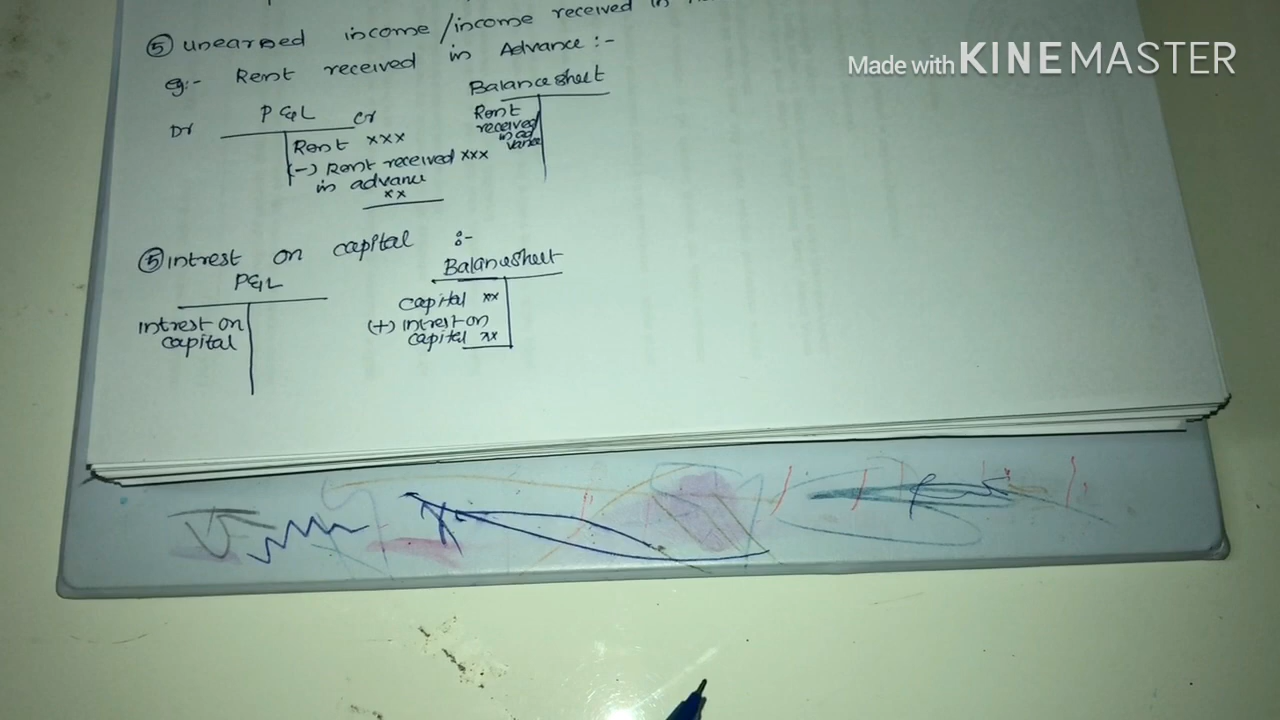 ⑤ unearned income/income received in
eg:- Rent received in Advance :-
Made with KINEMASTER
P&L
Balance sheet
Dr
Cr
Rent xxx
(-) Rent received xxx
in advance
xx
Rent
received
in ad
vance
⑤ Intrest on capital :-
P&L
Balance sheet
Intrest on
capital
capital xx
(+) intrest on
capital xx